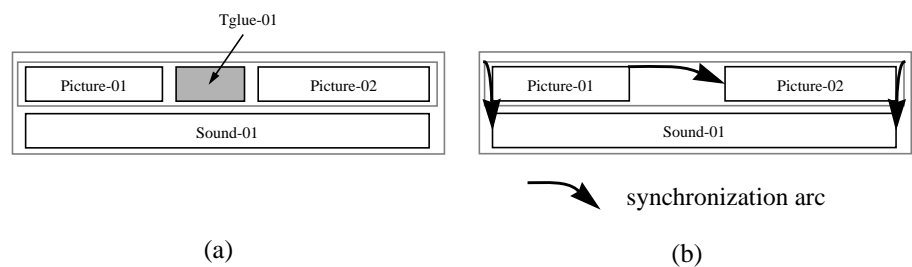 Tglue-01
Picture-01
Picture-02
Sound-01
(a)
Picture-01
Picture-02
Sound-01
synchronization arc
(b)